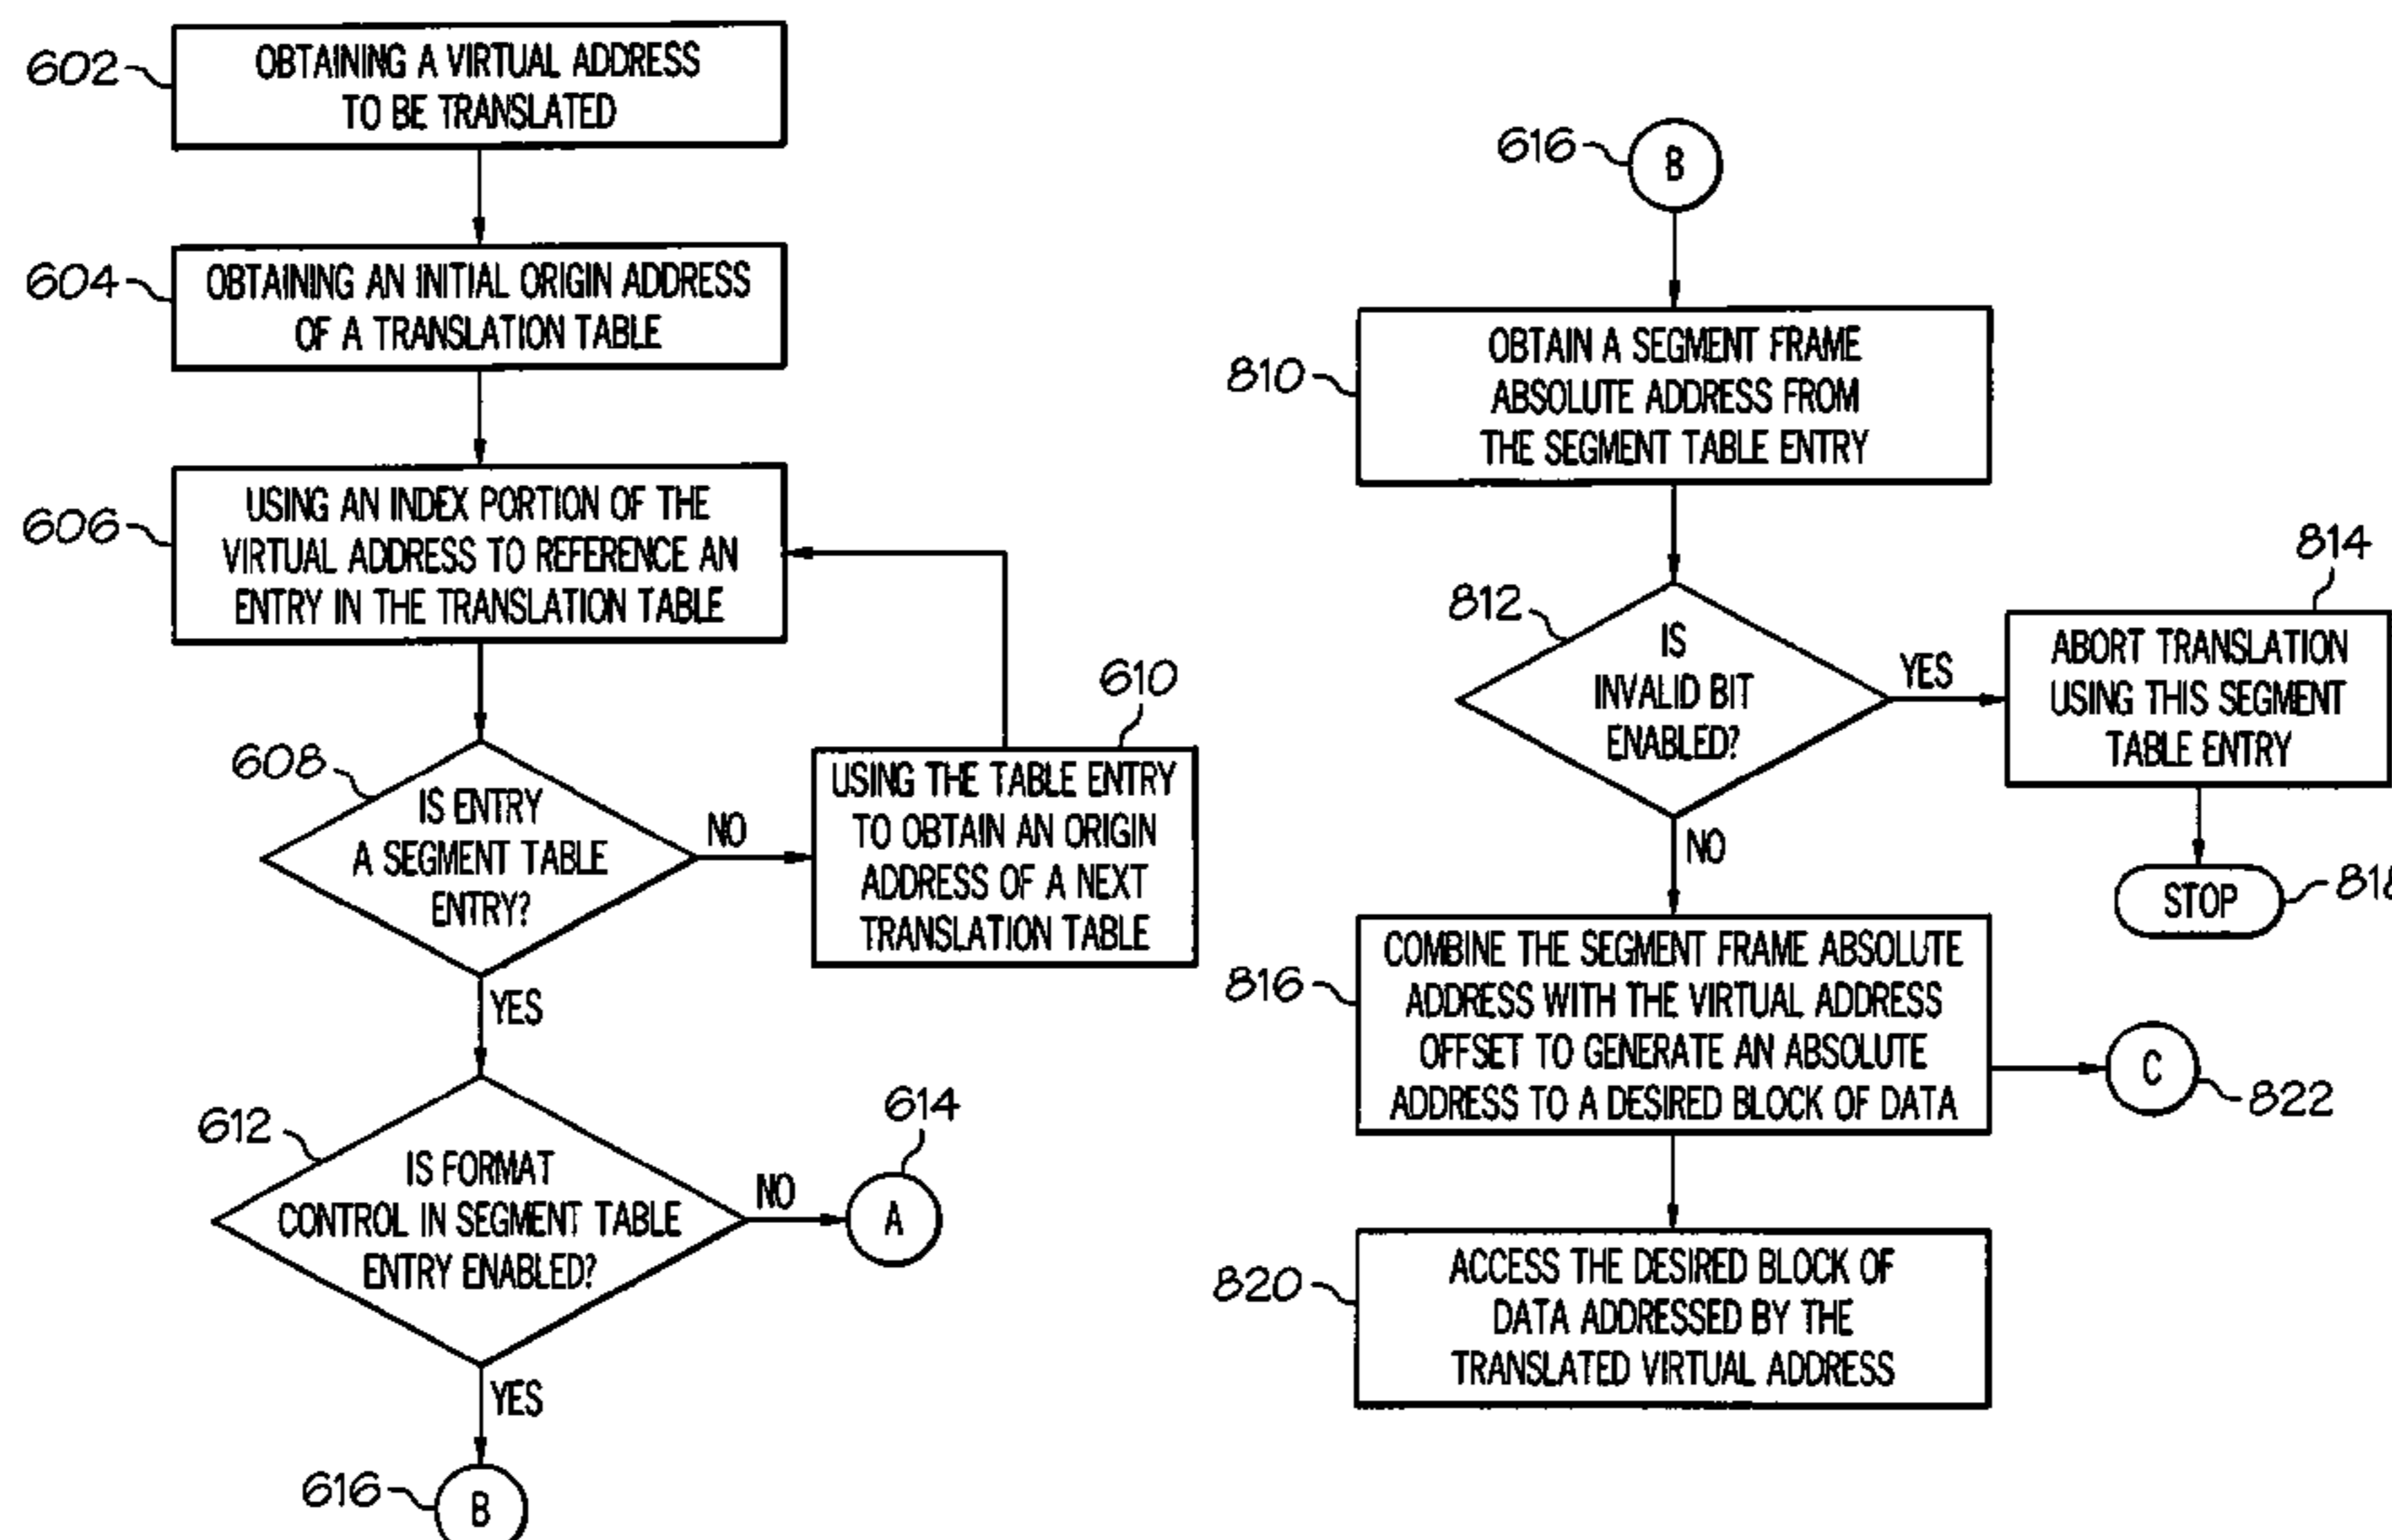 602
OBTAINING A VIRTUAL ADDRESS
TO BE TRANSLATED
604
OBTAINING AN INITIAL ORIGIN ADDRESS
OF A TRANSLATION TABLE
606
USING AN INDEX PORTION OF THE
VIRTUAL ADDRESS TO REFERENCE AN
ENTRY IN THE TRANSLATION TABLE
608
IS ENTRY
A SEGMENT TABLE
ENTRY?
NO
610
USING THE TABLE ENTRY
TO OBTAIN AN ORIGIN
ADDRESS OF A NEXT
TRANSLATION TABLE
YES
612
IS FORMAT
CONTROL IN SEGMENT TABLE
ENTRY ENABLED?
NO
614
A
YES
616
B
616
B
810
OBTAIN A SEGMENT FRAME
ABSOLUTE ADDRESS FROM
THE SEGMENT TABLE ENTRY
812
IS
INVALID BIT
ENABLED?
YES
814
ABORT TRANSLATION
USING THIS SEGMENT
TABLE ENTRY
STOP
818
NO
816
COMBINE THE SEGMENT FRAME ABSOLUTE
ADDRESS WITH THE VIRTUAL ADDRESS
OFFSET TO GENERATE AN ABSOLUTE
ADDRESS TO A DESIRED BLOCK OF DATA
C
822
820
ACCESS THE DESIRED BLOCK OF
DATA ADDRESSED BY THE
TRANSLATED VIRTUAL ADDRESS